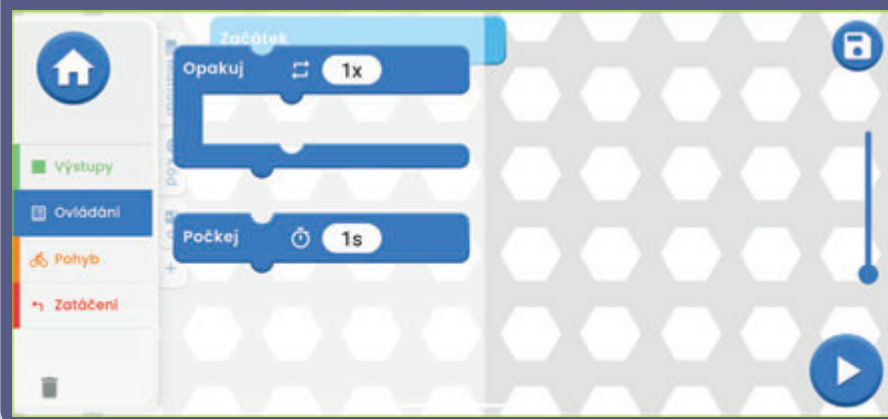 Začátek
Opakuj 1x
Výstupy
Ovládání
Počkej 1s
Pohyb
Zatáčení